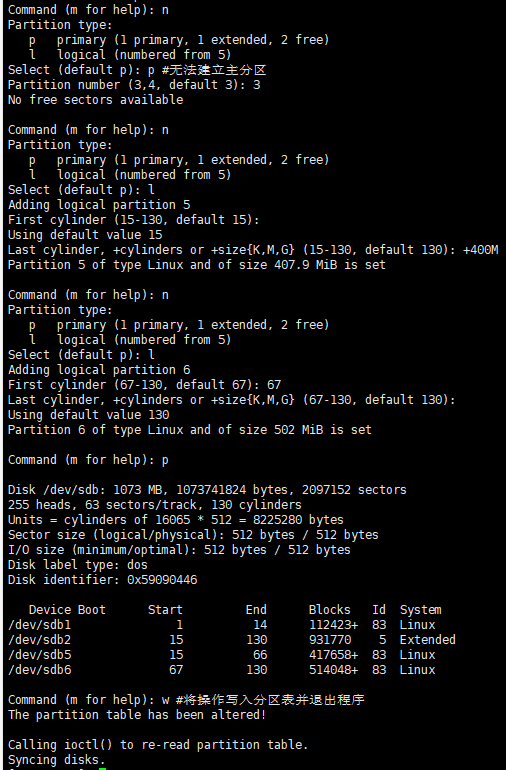 Command (m for help): n
Partition type:
   p   primary (1 primary, 1 extended, 2 free)
   l   logical (numbered from 5)
Select (default p): p #无法建立主分区
Partition number (3,4, default 3): 3
No free sectors available

Command (m for help): n
Partition type:
   p   primary (1 primary, 1 extended, 2 free)
   l   logical (numbered from 5)
Select (default p): l
Adding logical partition 5
First cylinder (15-130, default 15):
Using default value 15
Last cylinder, +cylinders or +size{K,M,G} (15-130, default 130): +400M
Partition 5 of type Linux and of size 407.9 MiB is set

Command (m for help): n
Partition type:
   p   primary (1 primary, 1 extended, 2 free)
   l   logical (numbered from 5)
Select (default p): l
Adding logical partition 6
First cylinder (67-130, default 67): 67
Last cylinder, +cylinders or +size{K,M,G} (67-130, default 130):
Using default value 130
Partition 6 of type Linux and of size 502 MiB is set

Command (m for help): p

Disk /dev/sdb: 1073 MB, 1073741824 bytes, 2097152 sectors
255 heads, 63 sectors/track, 130 cylinders
Units = cylinders of 16065 * 512 = 8225280 bytes
Sector size (logical/physical): 512 bytes / 512 bytes
I/O size (minimum/optimal): 512 bytes / 512 bytes
Disk label type: dos
Disk identifier: 0x59090446

   Device Boot      Start         End      Blocks   Id  System
/dev/sdb1               1          14      112423+  83  Linux
/dev/sdb2              15         130      931770    5  Extended
/dev/sdb5              15          66      417658+  83  Linux
/dev/sdb6              67         130      514048+  83  Linux

Command (m for help): w #将操作写入分区表并退出程序
The partition table has been altered!

Calling ioctl() to re-read partition table.
Syncing disks.